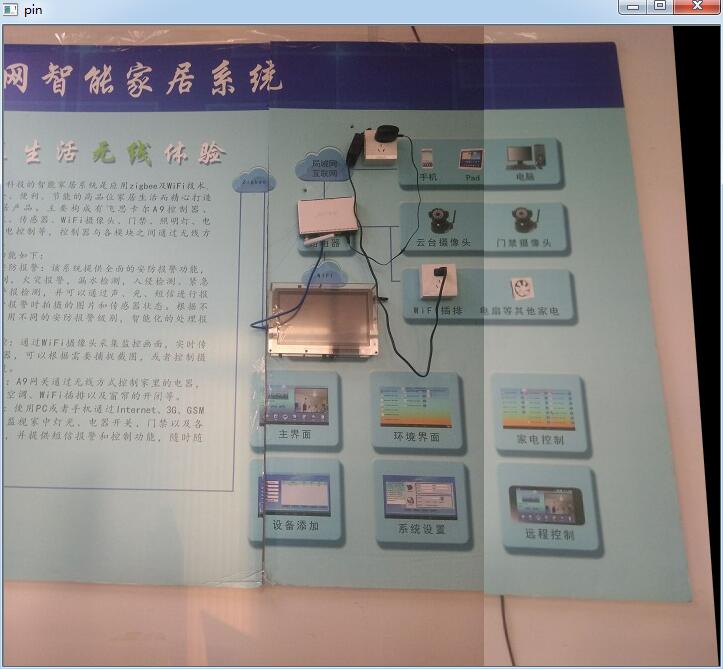 pin
网智能家居系统
生活无线体验
科技的智能家居系统是应用zigbee及WiFi技术,
、便利、节能的高品位家居生活而精心打造
居产品。主要构成有飞思卡尔A9控制器、
、传感器、WiFi摄像头、门禁、照明灯、电
电控制等,控制器与各模块之间通过无线方
功能如下:
安防报警:该系统提供全面的安防报警功能,
别,火灾报警,漏水检测,入侵检测、紧急
警检测,并可以通过声、光、短信进行报
报警时拍摄的图片和传感器状态。根据不
用不同的安防报警级别,智能化的处理报
:通过WiFi摄像头采集监控画面,实时传
器,可以根据需要捕抓截图,或者控制摄
:A9网关通过无线方式控制家里的电器,
空调、WiFi插排以及窗帘的开闭等。
:使用PC或者手机通过Internet、3G、GSM
监视家中灯光、电器开关、门禁以及各
,并提供短信报警和控制功能,随时随
Zigbee
局域网
互联网
手机
Pad
电脑
路由器
云台摄像头
门禁摄像头
WiFi
WiFi插排
电扇等其他家电
主界面
环境界面
家电控制
设备添加
系统设置
远程控制